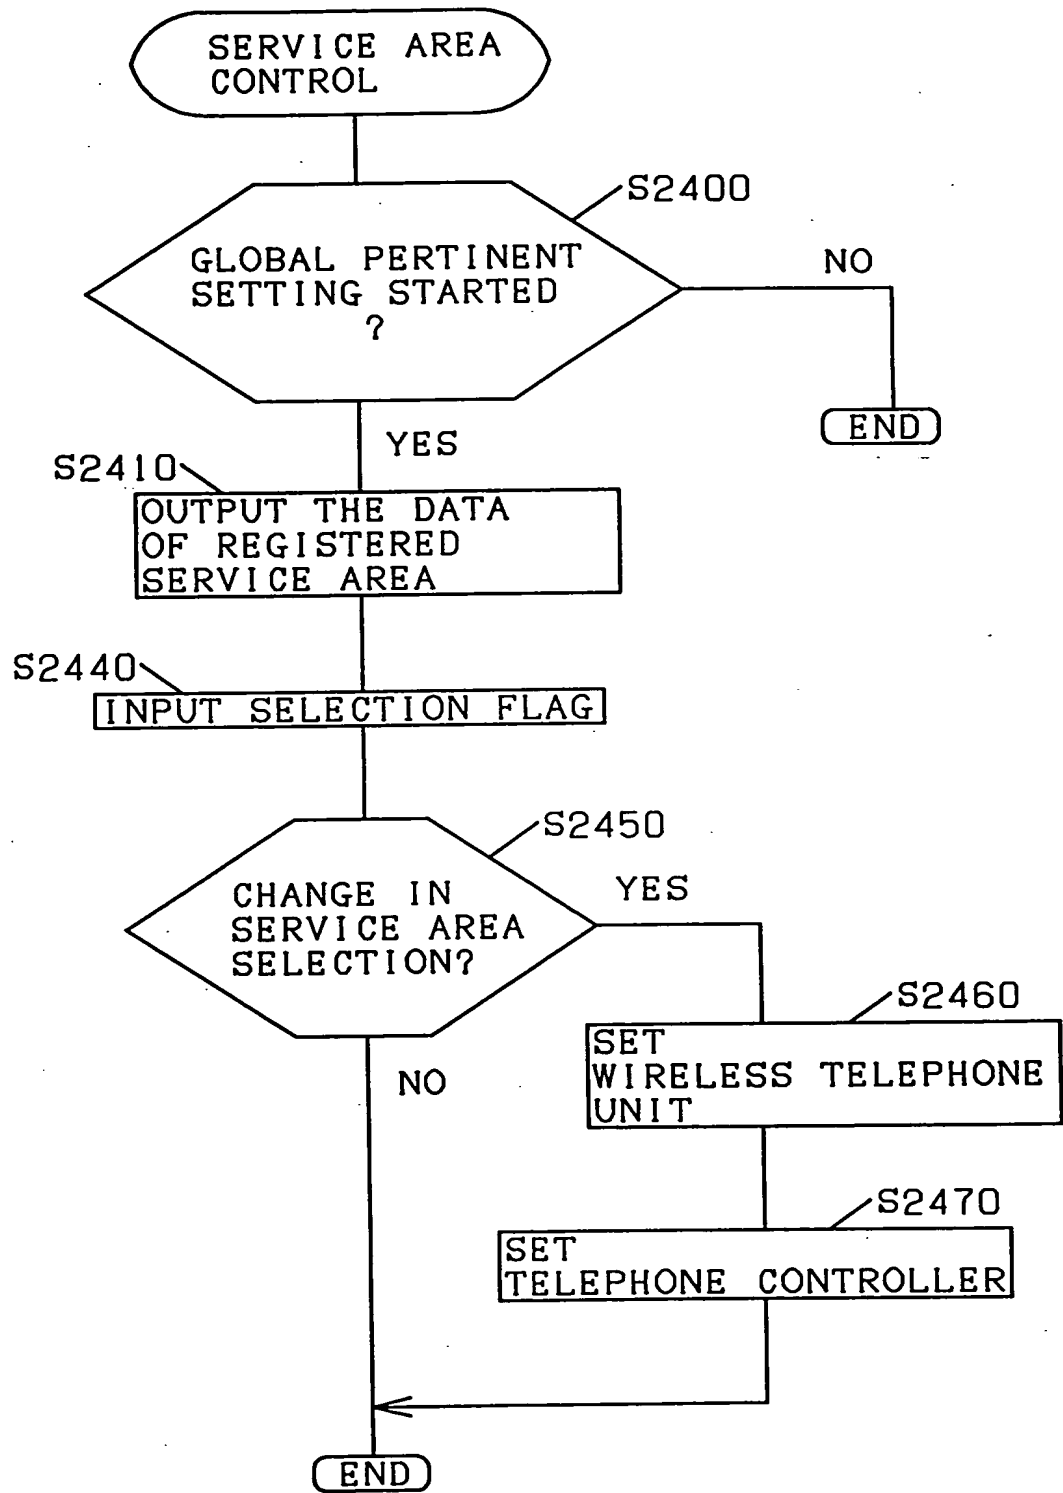 SERVICE AREA
CONTROL
S2400
GLOBAL PERTINENT
SETTING STARTED
?
NO
END
YES
S2410
OUTPUT THE DATA
OF REGISTERED
SERVICE AREA
S2440
INPUT SELECTION FLAG
S2450
CHANGE IN
SERVICE AREA
SELECTION?
YES
NO
S2460
SET
WIRELESS TELEPHONE
UNIT
S2470
SET
TELEPHONE CONTROLLER
END